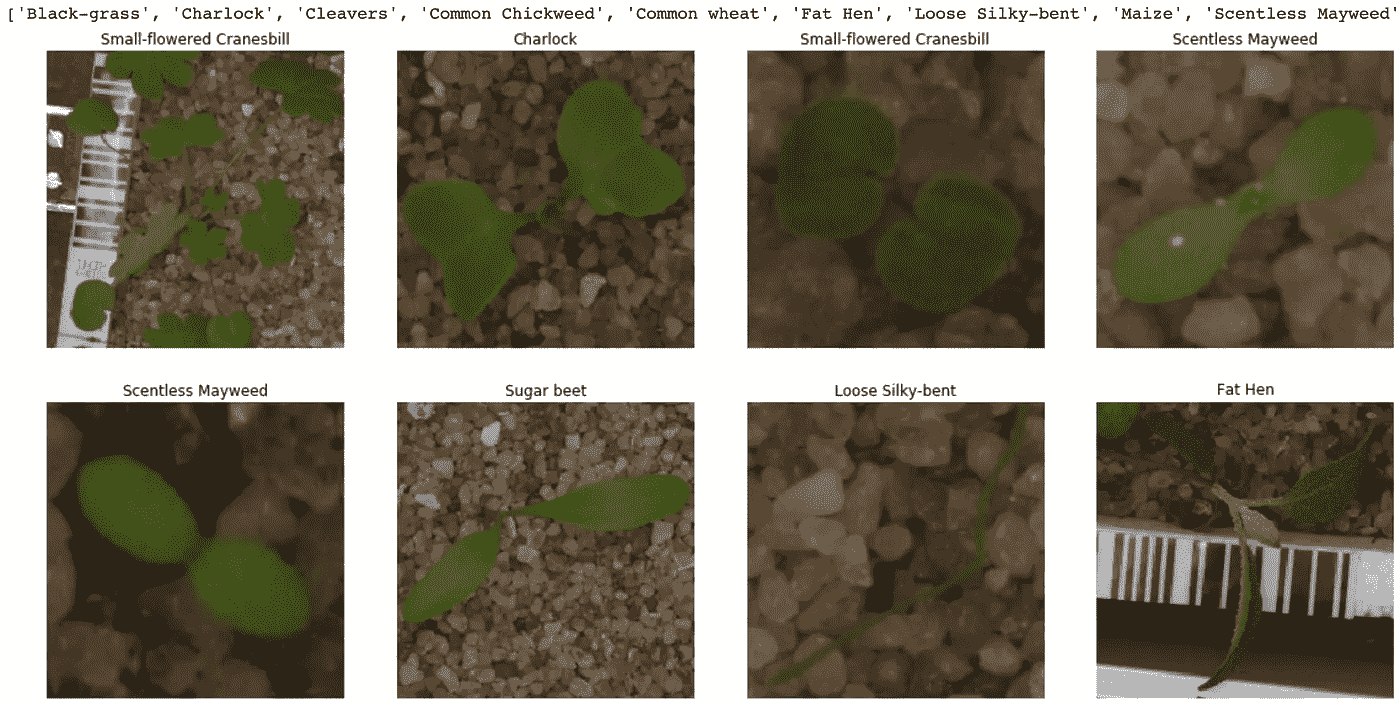 ['Black-grass', 'Charlock', 'Cleavers', 'Common Chickweed', 'Common wheat', 'Fat Hen', 'Loose Silky-bent', 'Maize', 'Scentless Mayweed'
Small-flowered Cranesbill Charlock Small-flowered Cranesbill Scentless Mayweed
Scentless Mayweed Sugar beet Loose Silky-bent Fat Hen